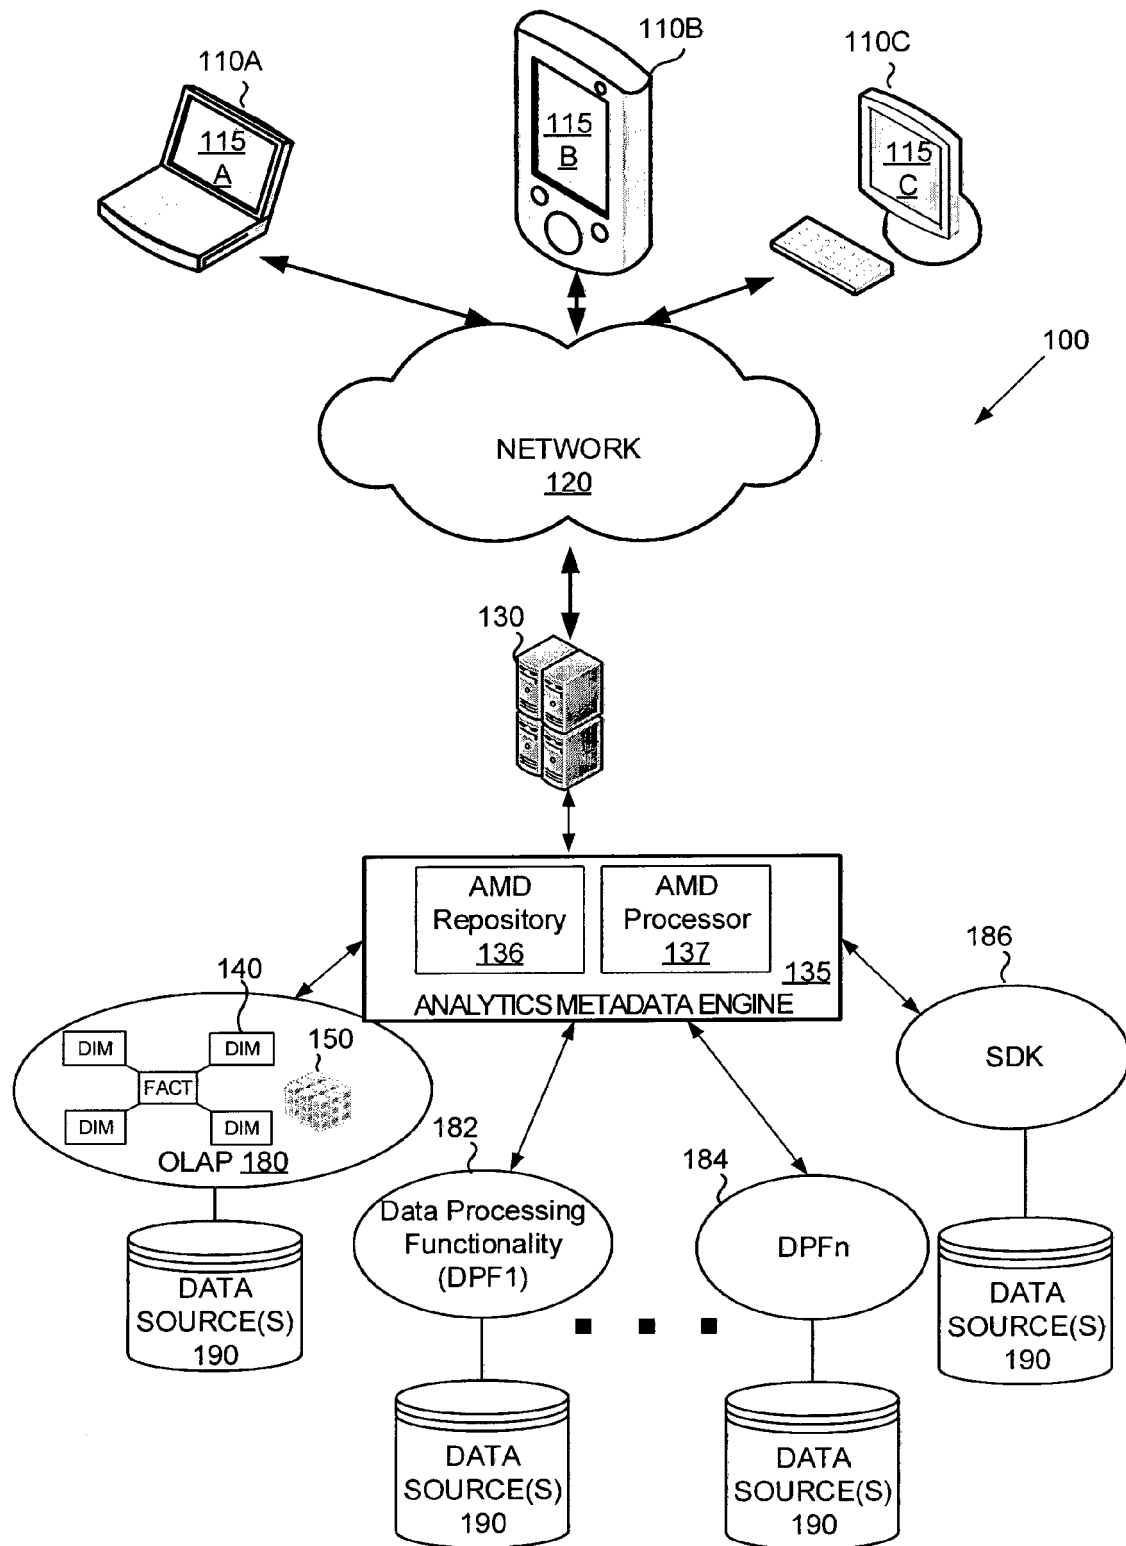 110A
110B
110C
115
A
115
B
115
C
100
NETWORK
120
130
AMD
Repository
136
AMD
Processor
137
135
ANALYTICS METADATA ENGINE
140
150
186
DIM
DIM
FACT
DIM
DIM
OLAP 180
SDK
182
184
Data Processing
Functionality
(DPF1)
DPFn
DATA
SOURCE(S)
190
DATA
SOURCE(S)
190
DATA
SOURCE(S)
190
DATA
SOURCE(S)
190